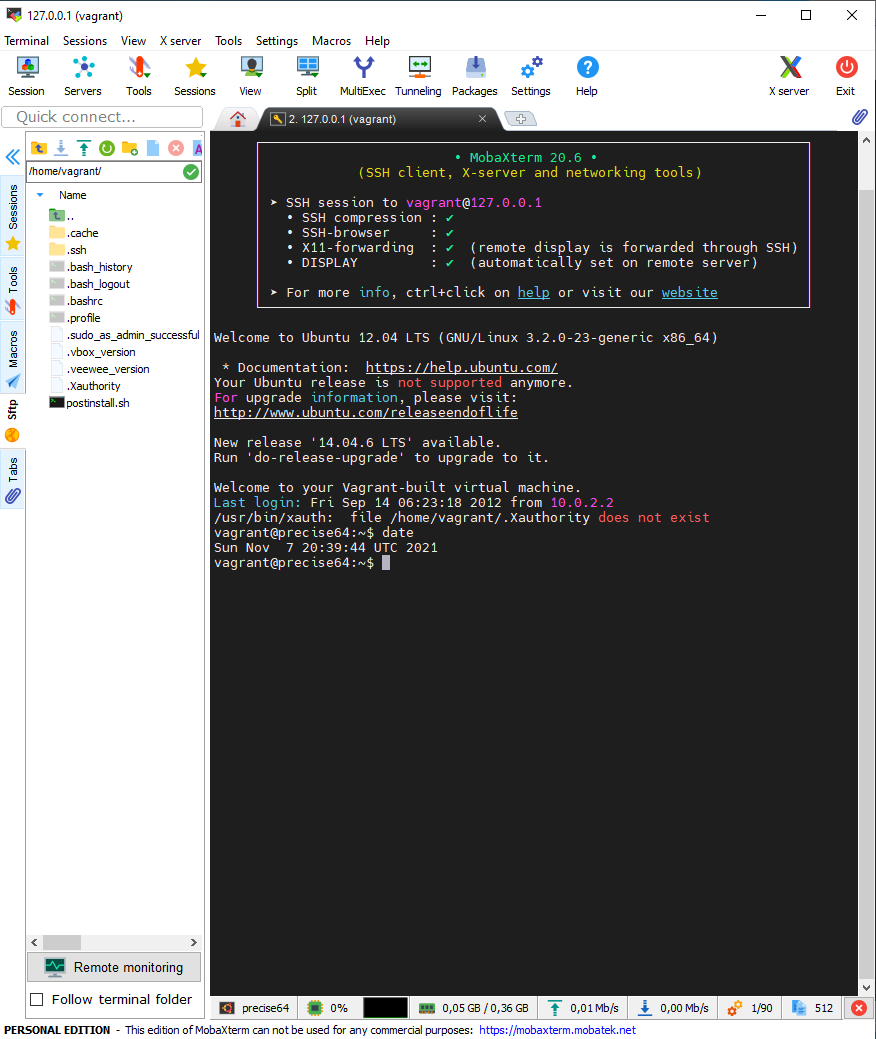 127.0.0.1 (vagrant)
Terminal Sessions View X server Tools Settings Macros Help
Session Servers Tools Sessions View Split MultiExec Tunneling Packages Settings Help X server Exit
Quick connect...
2. 127.0.0.1 (vagrant)
/home/vagrant/
Name
..
.cache
.ssh
.bash_history
.bash_logout
.bashrc
.profile
.sudo_as_admin_successful
.vbox_version
.veewee_version
.Xauthority
postinstall.sh
Sessions
Tools
Macros
Sftp
Tabs
• MobaXterm 20.6 •
(SSH client, X-server and networking tools)
➤ SSH session to vagrant@127.0.0.1
• SSH compression : ✔
• SSH-browser : ✔
• X11-forwarding : ✔ (remote display is forwarded through SSH)
• DISPLAY : ✔ (automatically set on remote server)
➤ For more info, ctrl+click on help or visit our website
Welcome to Ubuntu 12.04 LTS (GNU/Linux 3.2.0-23-generic x86_64)
* Documentation: https://help.ubuntu.com/
Your Ubuntu release is not supported anymore.
For upgrade information, please visit:
http://www.ubuntu.com/releaseendoflife
New release '14.04.6 LTS' available.
Run 'do-release-upgrade' to upgrade to it.
Welcome to your Vagrant-built virtual machine.
Last login: Fri Sep 14 06:23:18 2012 from 10.0.2.2
/usr/bin/xauth: file /home/vagrant/.Xauthority does not exist
vagrant@precise64:~$ date
Sun Nov 7 20:39:44 UTC 2021
vagrant@precise64:~$
Remote monitoring
Follow terminal folder
precise64 0% 0,05 GB / 0,36 GB 0,01 Mb/s 0,00 Mb/s 1/90 512
PERSONAL EDITION - This edition of MobaXterm can not be used for any commercial purposes: https://mobaxterm.mobatek.net